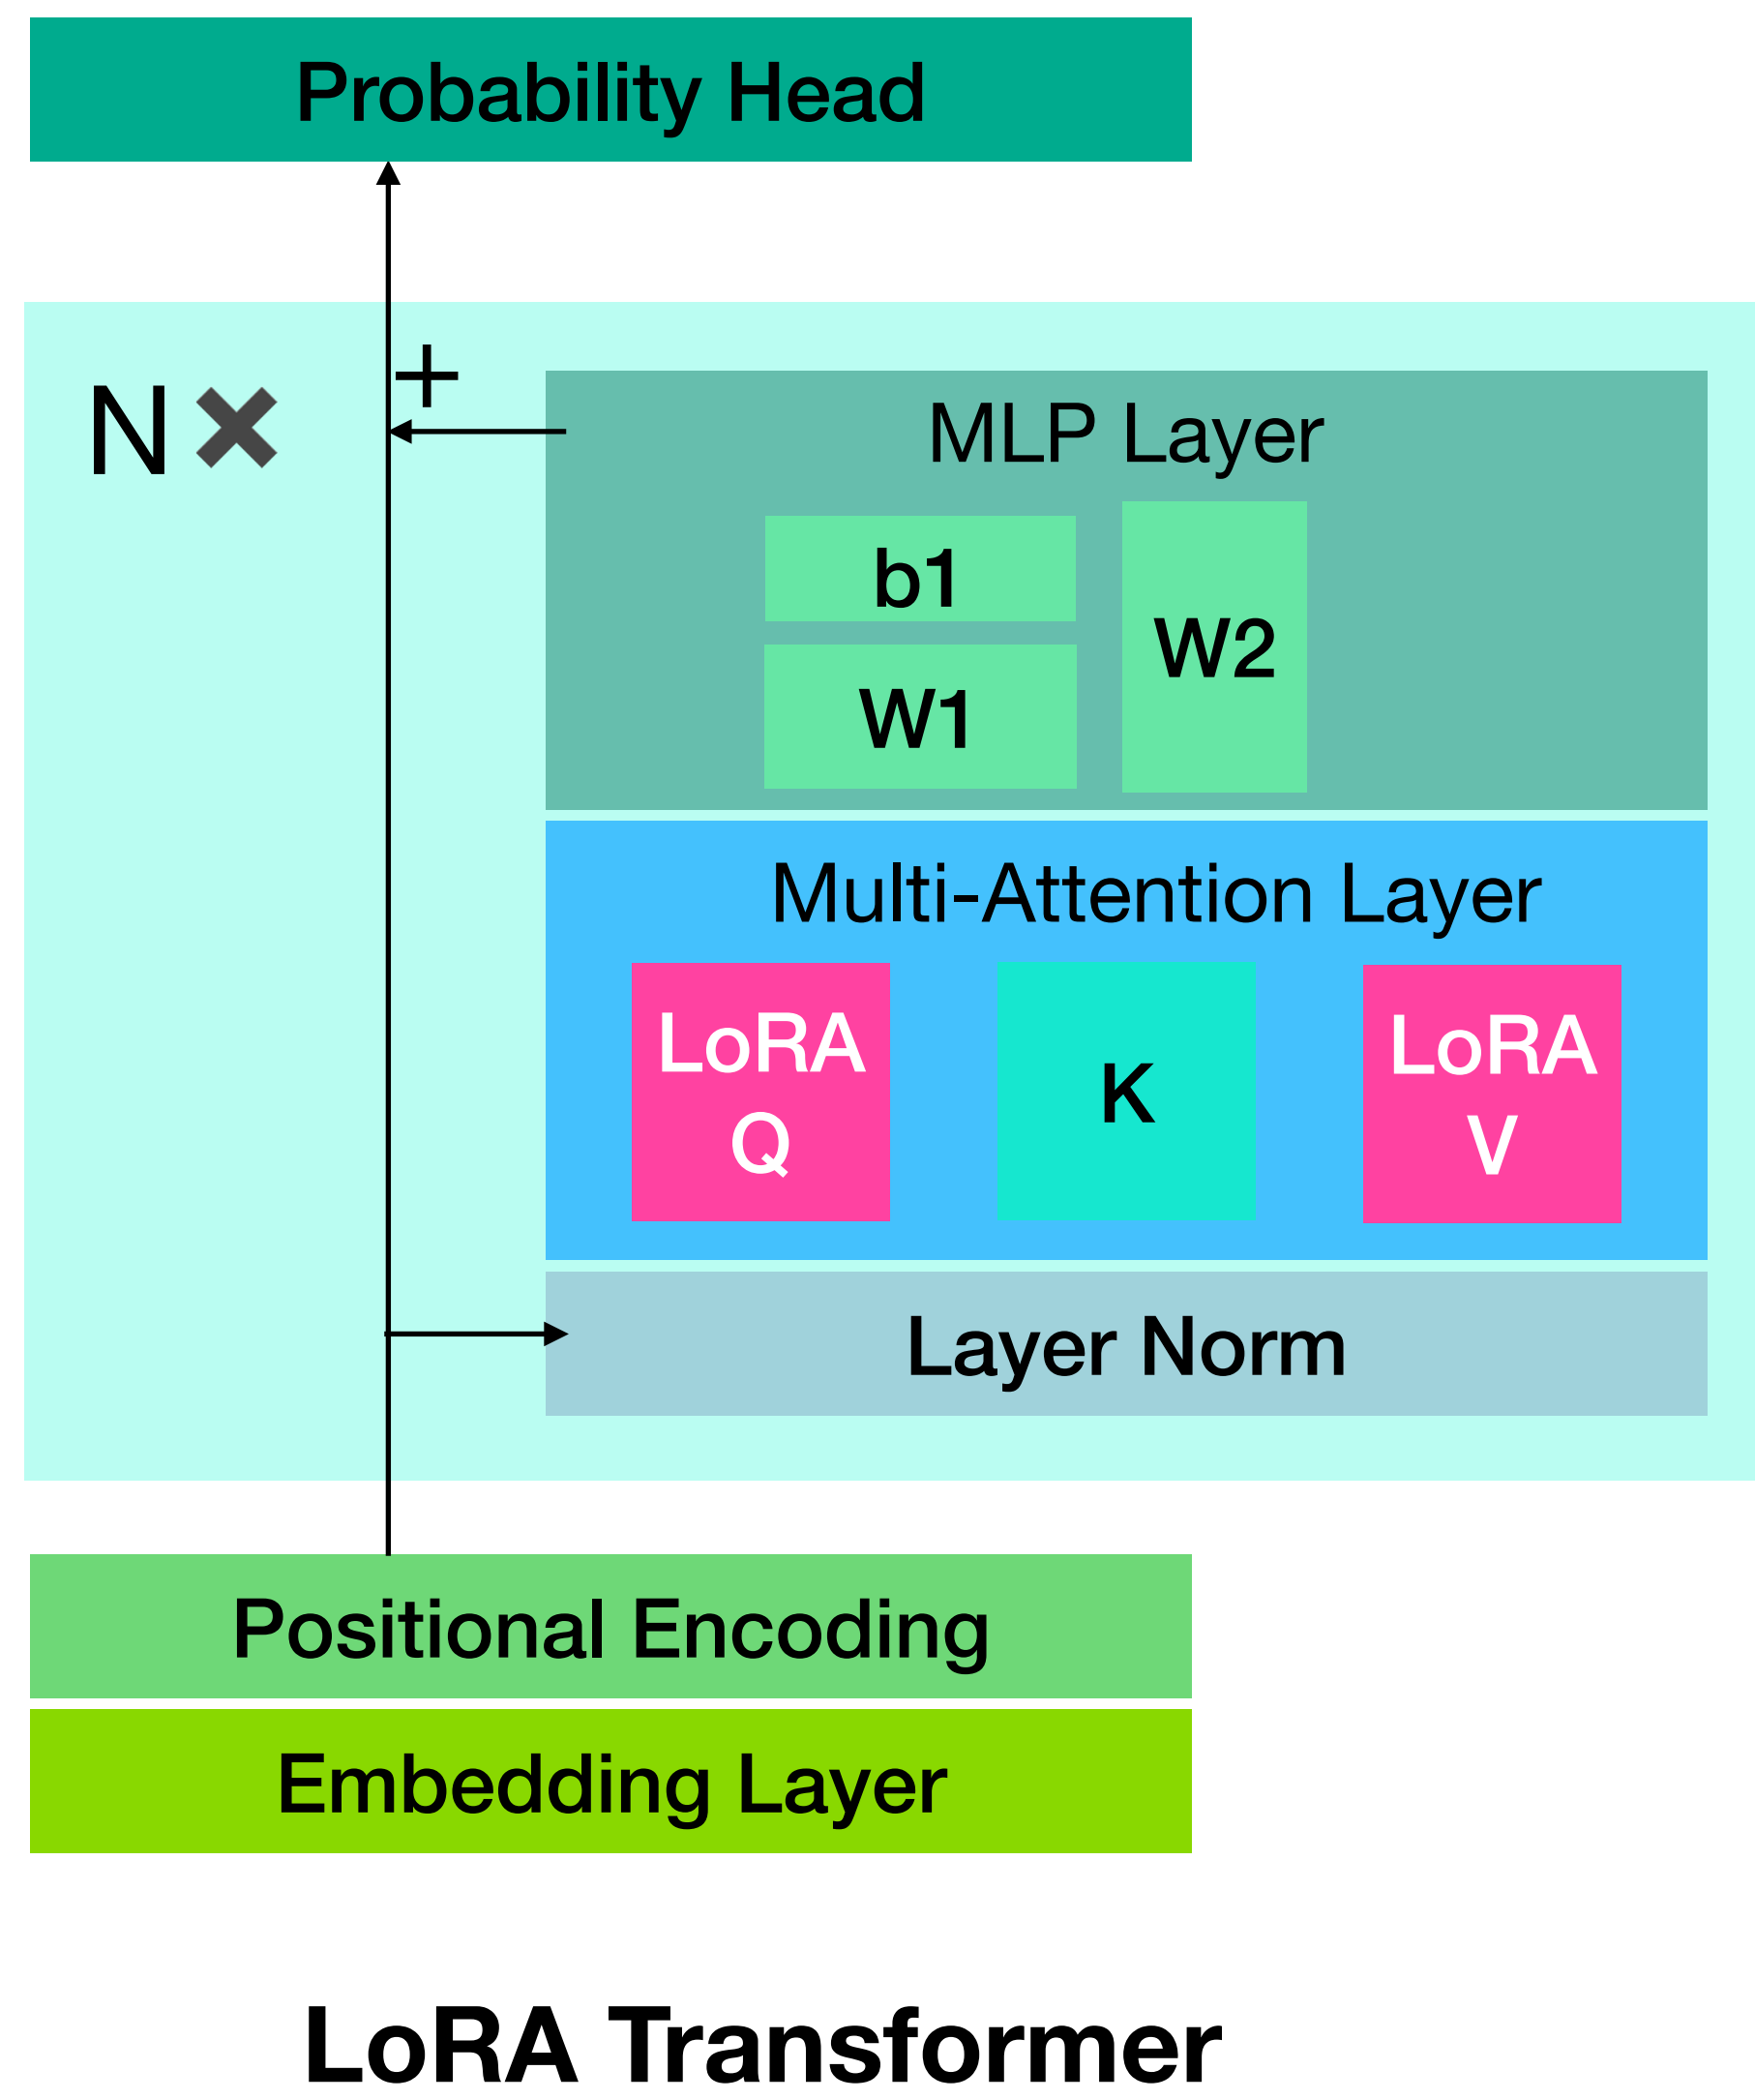 Probability Head
N ✖
+
MLP Layer
b1
W1
W2
Multi-Attention Layer
LoRA
Q
K
LoRA
V
Layer Norm
Positional Encoding
Embedding Layer
LoRA Transformer